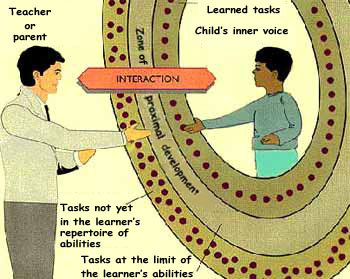 Teacher
or
parent
Learned tasks
Child's inner voice
INTERACTION
Zone of
proximal development
Tasks not yet
in the learner's
repertoire of
abilities
Tasks at the limit of
the learner's abilities